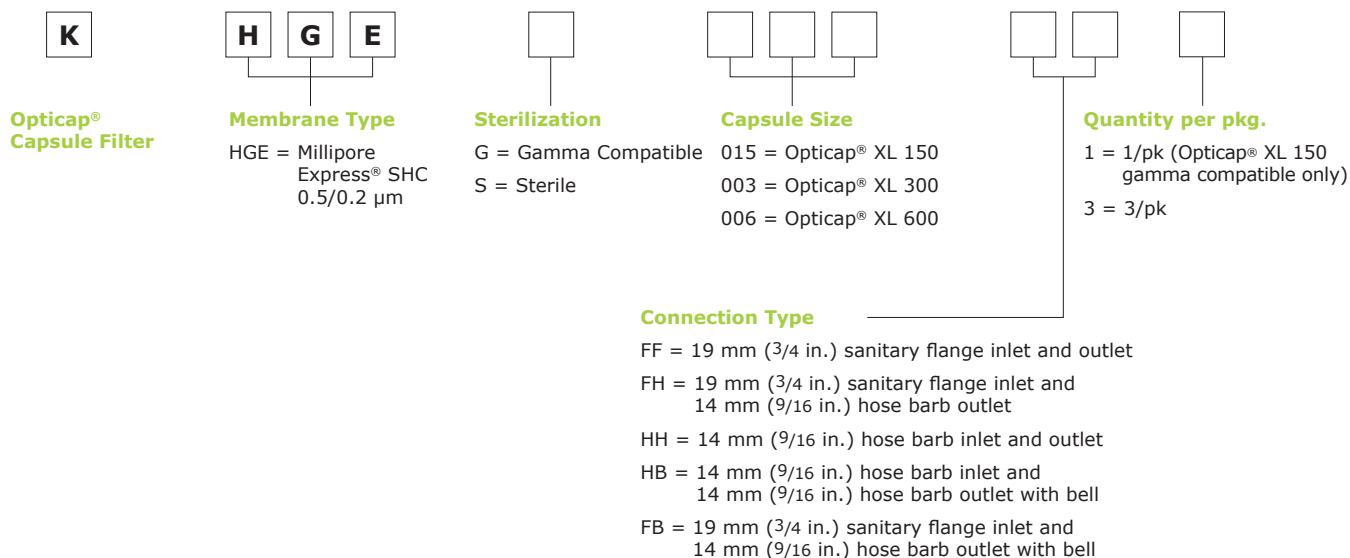 K H G E
Opticap®
Capsule Filter
Membrane Type
HGE = Millipore
Express® SHC
0.5/0.2 µm
Sterilization
G = Gamma Compatible
S = Sterile
Capsule Size
015 = Opticap® XL 150
003 = Opticap® XL 300
006 = Opticap® XL 600
Quantity per pkg.
1 = 1/pk (Opticap® XL 150
gamma compatible only)
3 = 3/pk
Connection Type
FF = 19 mm (3/4 in.) sanitary flange inlet and outlet
FH = 19 mm (3/4 in.) sanitary flange inlet and
14 mm (9/16 in.) hose barb outlet
HH = 14 mm (9/16 in.) hose barb inlet and outlet
HB = 14 mm (9/16 in.) hose barb inlet and
14 mm (9/16 in.) hose barb outlet with bell
FB = 19 mm (3/4 in.) sanitary flange inlet and
14 mm (9/16 in.) hose barb outlet with bell